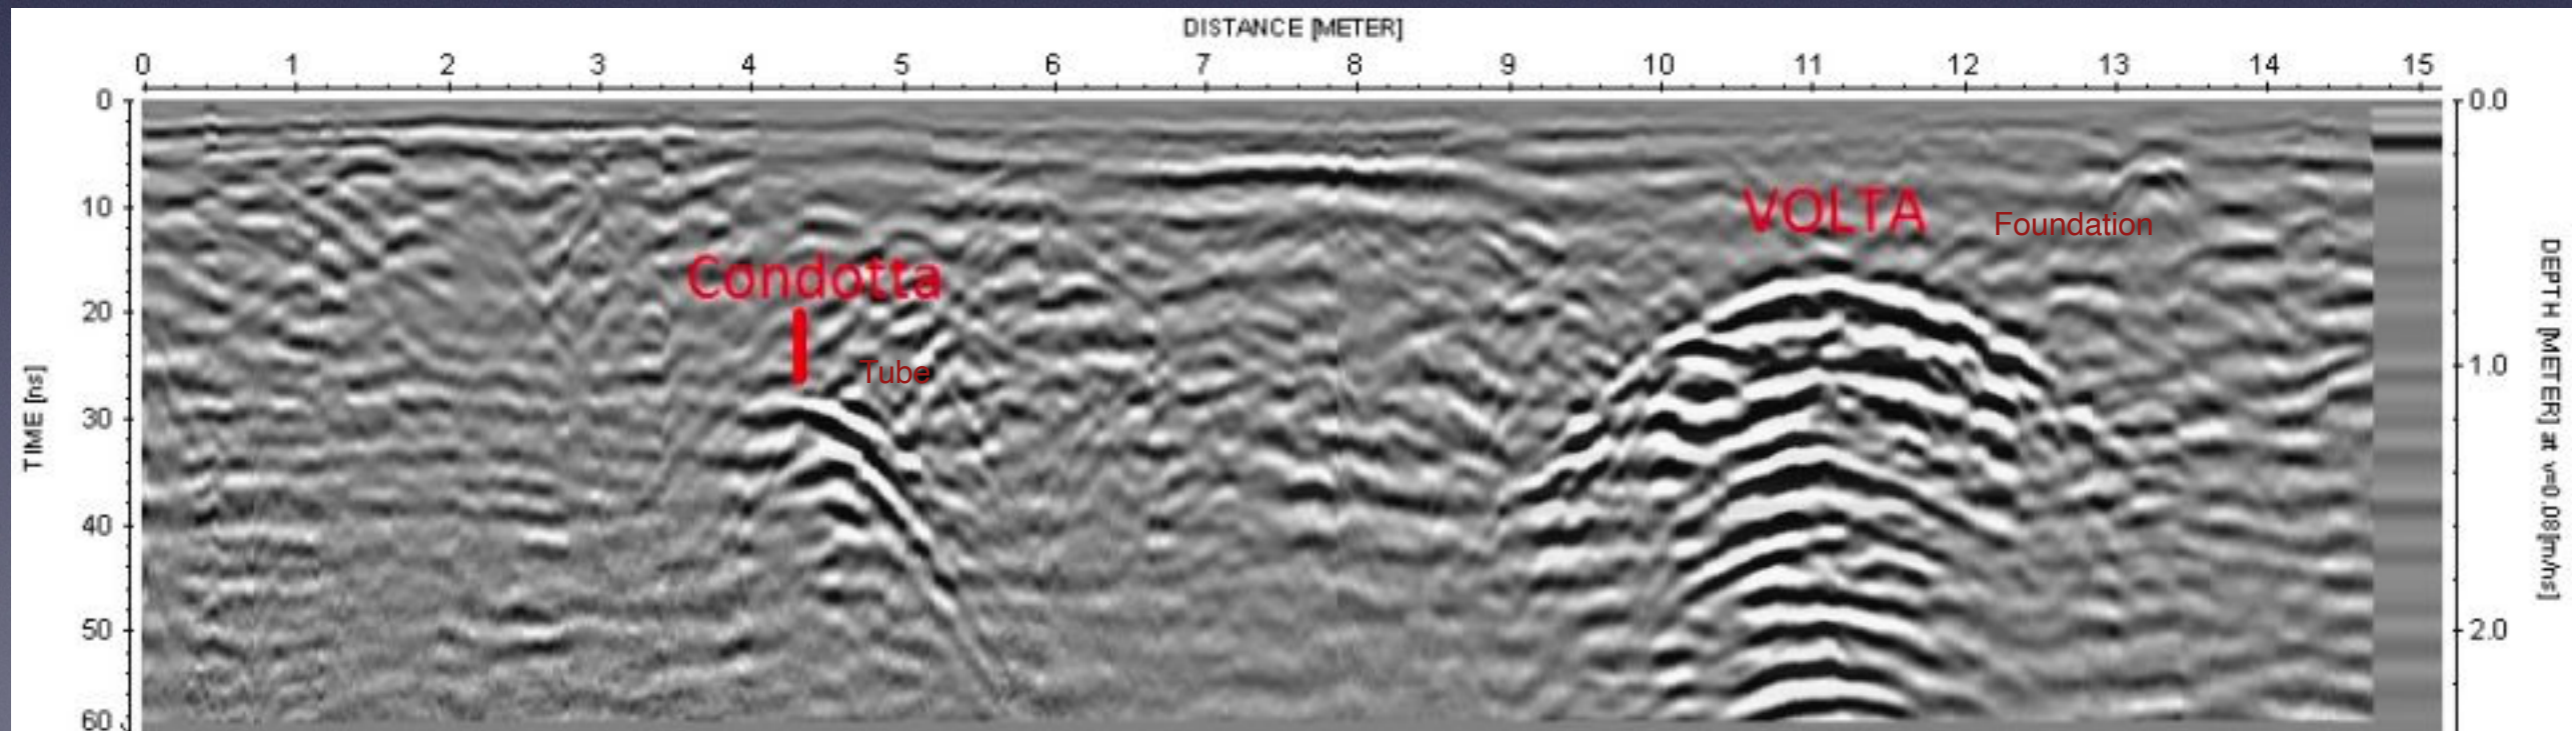 DISTANCE [METER]
0 1 2 3 4 5 6 7 8 9 10 11 12 13 14 15
0
10
20
30
40
50
60
TIME [ns]
Condotta
Tube
VOLTA
Foundation
0.0
1.0
2.0
DEPTH [METER] at v=0.08[m/ns]